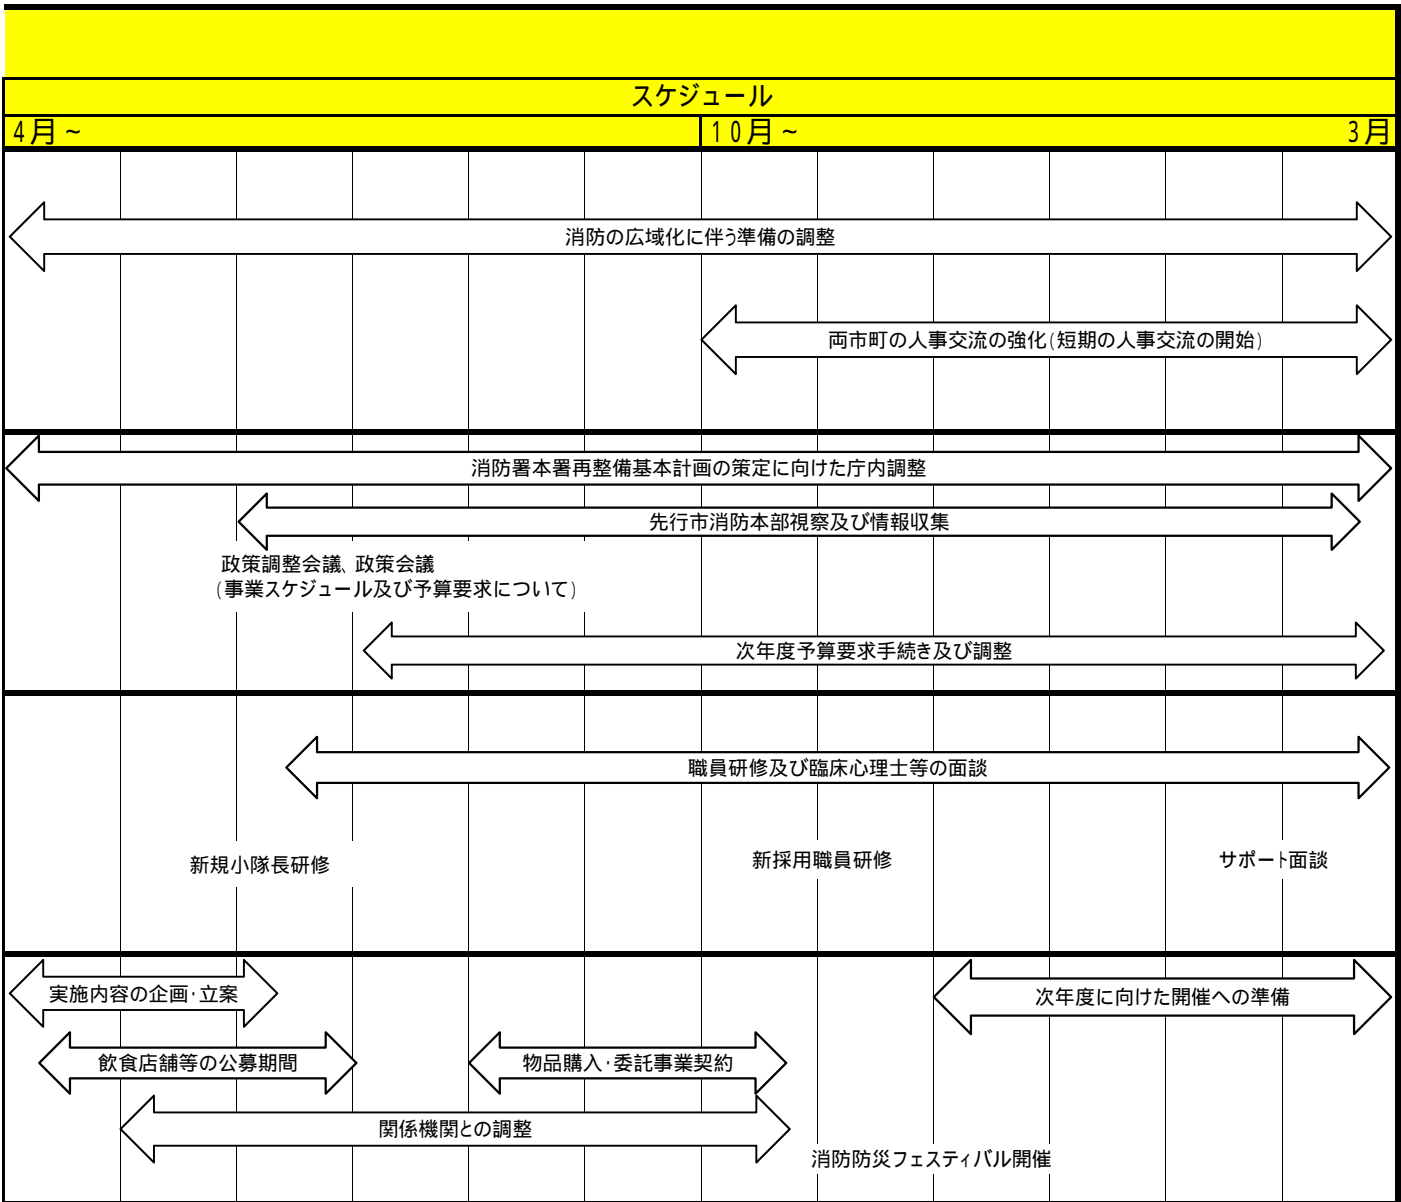 スケジュール
4月~
10月~
3月
消防の広域化に伴う準備の調整
両市町の人事交流の強化(短期の人事交流の開始)
消防署本署再整備基本計画の策定に向けた庁内調整
先行市消防本部視察及び情報収集
政策調整会議、政策会議
(事業スケジュール及び予算要求について)
次年度予算要求手続き及び調整
職員研修及び臨床心理士等の面談
新規小隊長研修
新採用職員研修
サポート面談
実施内容の企画・立案
次年度に向けた開催への準備
飲食店舗等の公募期間
物品購入・委託事業契約
関係機関との調整
消防防災フェスティバル開催